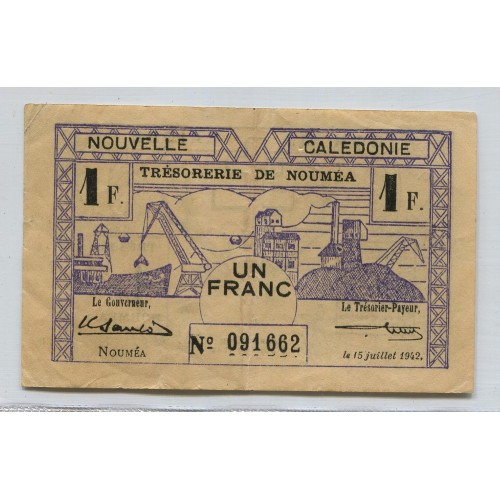 NOUVELLE CALEDONIE
TRÉSORERIE DE NOUMÉA
1 F. 1 F.
UN
FRANC
Le Gouverneur, Le Trésorier-Payeur,
NOUMÉA
Nº 091662
le 15 juillet 1942.